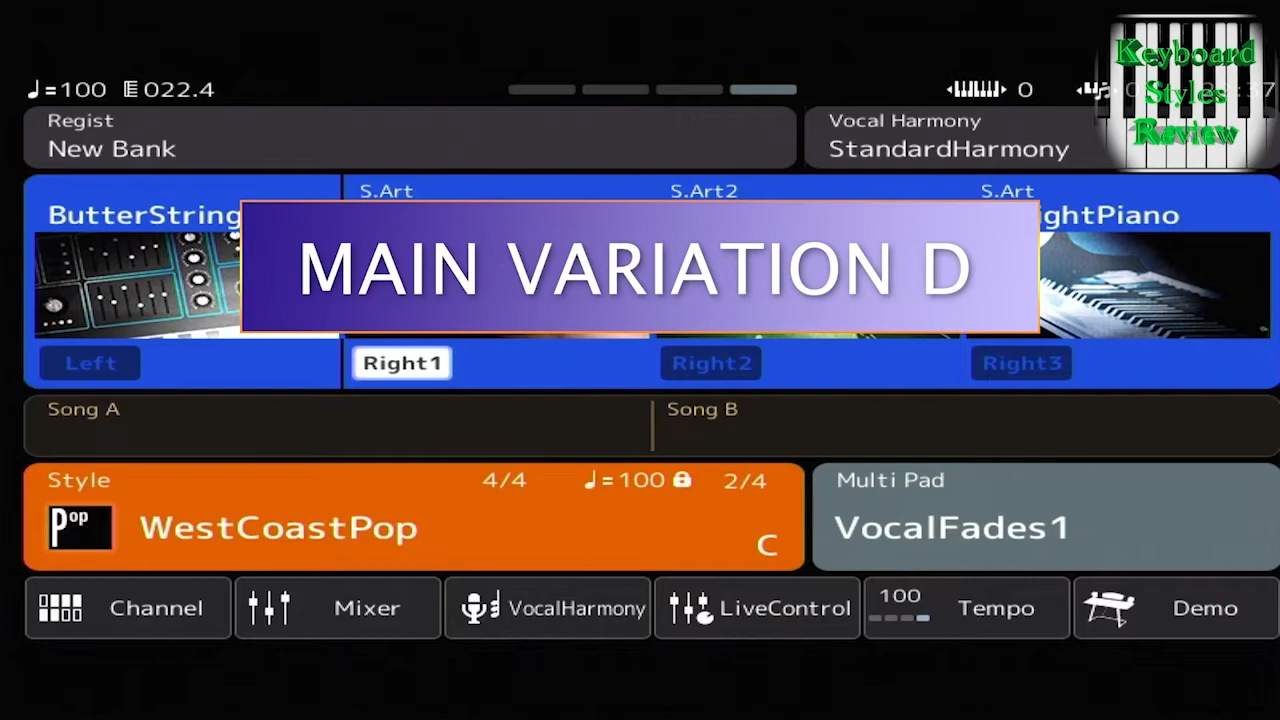 =100 022.4
0
Keyboard
Styles
Review
Regist
New Bank
Vocal Harmony
StandardHarmony
S.Art
S.Art2
S.Art
ButterString
ightPiano
MAIN VARIATION D
Left
Right1
Right2
Right3
Song A
Song B
Style
4/4
=100
2/4
Pop
WestCoastPop
C
Multi Pad
VocalFades1
Channel
Mixer
VocalHarmony
LiveControl
100
Tempo
Demo